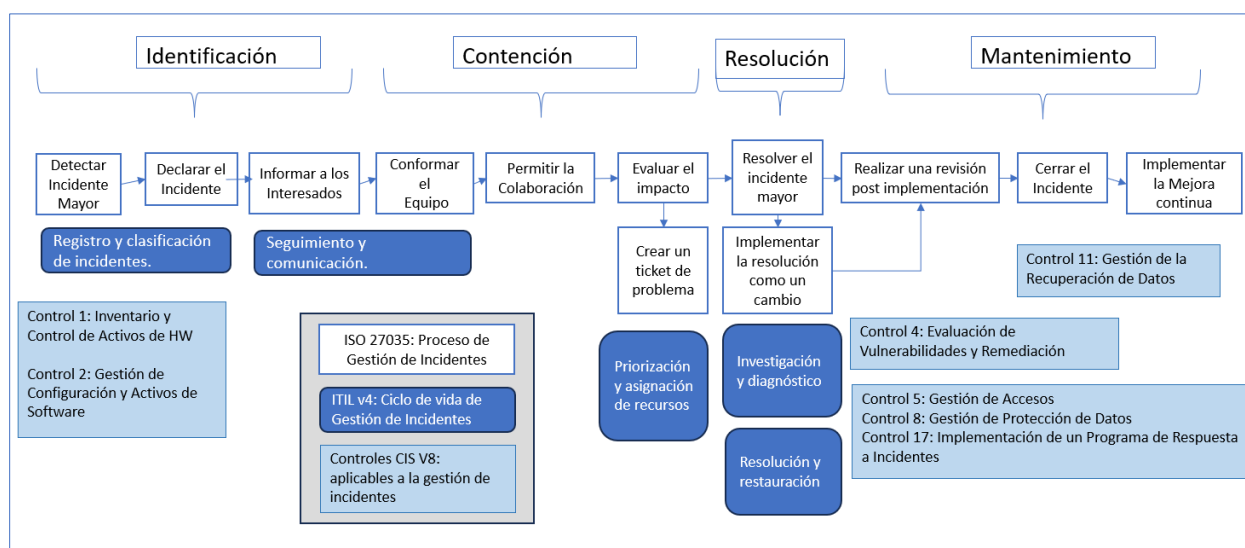 Identificación
Contención
Resolución
Mantenimiento
Detectar
Incidente
Mayor
Declarar el
Incidente
Informar a los
Interesados
Conformar
el
Equipo
Permitir la
Colaboración
Evaluar el
impacto
Resolver el
incidente
mayor
Realizar una revisión
post implementación
Cerrar el
Incidente
Implementar
la Mejora
continua
Registro y clasificación
de incidentes.
Seguimiento y
comunicación.
Crear un
ticket de
problema
Implementar
la resolución
como un
cambio
Control 11: Gestión de la
Recuperación de Datos
Control 1: Inventario y
Control de Activos de HW
Control 2: Gestión de
Configuración y Activos de
Software
ISO 27035: Proceso de
Gestión de Incidentes
ITIL v4: Ciclo de vida de
Gestión de Incidentes
Controles CIS V8:
aplicables a la gestión de
incidentes
Priorización
y asignación
de recursos
Investigación
y diagnóstico
Resolución y
restauración
Control 4: Evaluación de
Vulnerabilidades y Remediación
Control 5: Gestión de Accesos
Control 8: Gestión de Protección de Datos
Control 17: Implementación de un Programa de Respuesta
a Incidentes